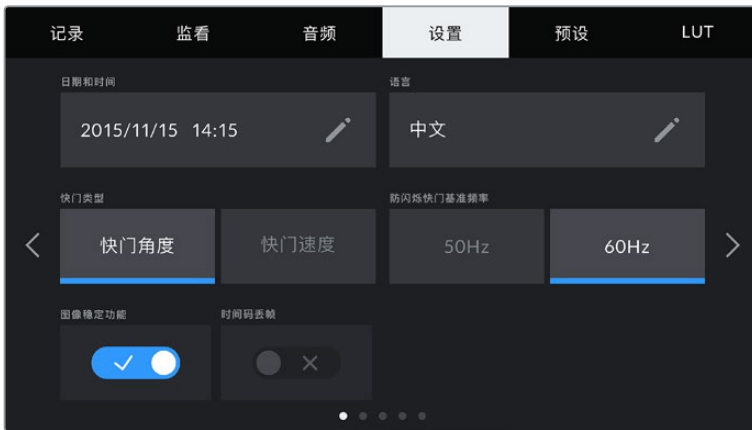 记录 监看 音频 设置 预设 LUT
日期和时间 语言
2015/11/15 14:15 中文
快门类型 防闪烁快门基准频率
快门角度 快门速度 50Hz 60Hz
图像稳定功能 时间码丢帧